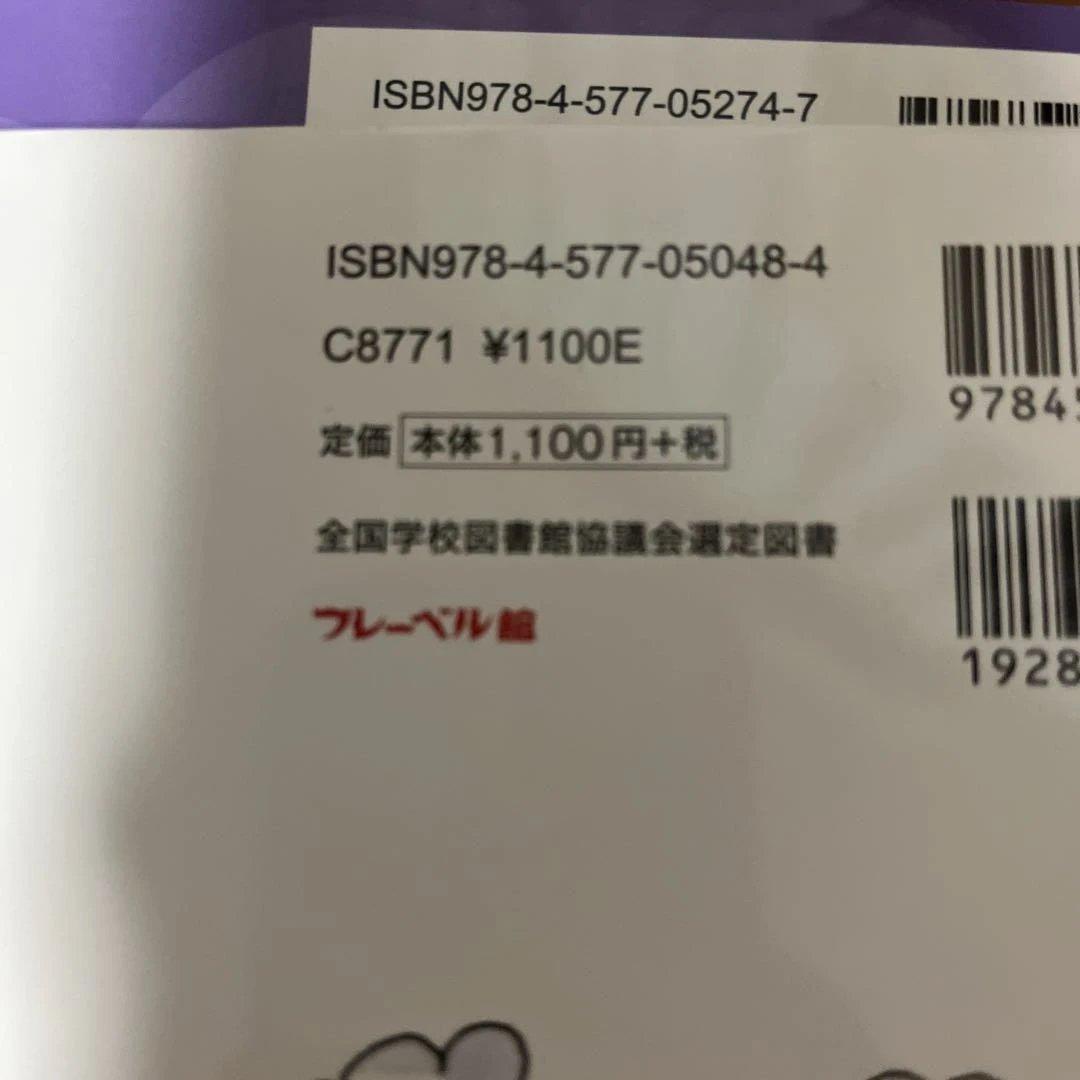 ISBN978-4-577-05274-7
ISBN978-4-577-05048-4
C8771 ¥1100E
定価 本体1,100円+税
全国学校図書館協議会選定図書
フレーベル館
9784
1928